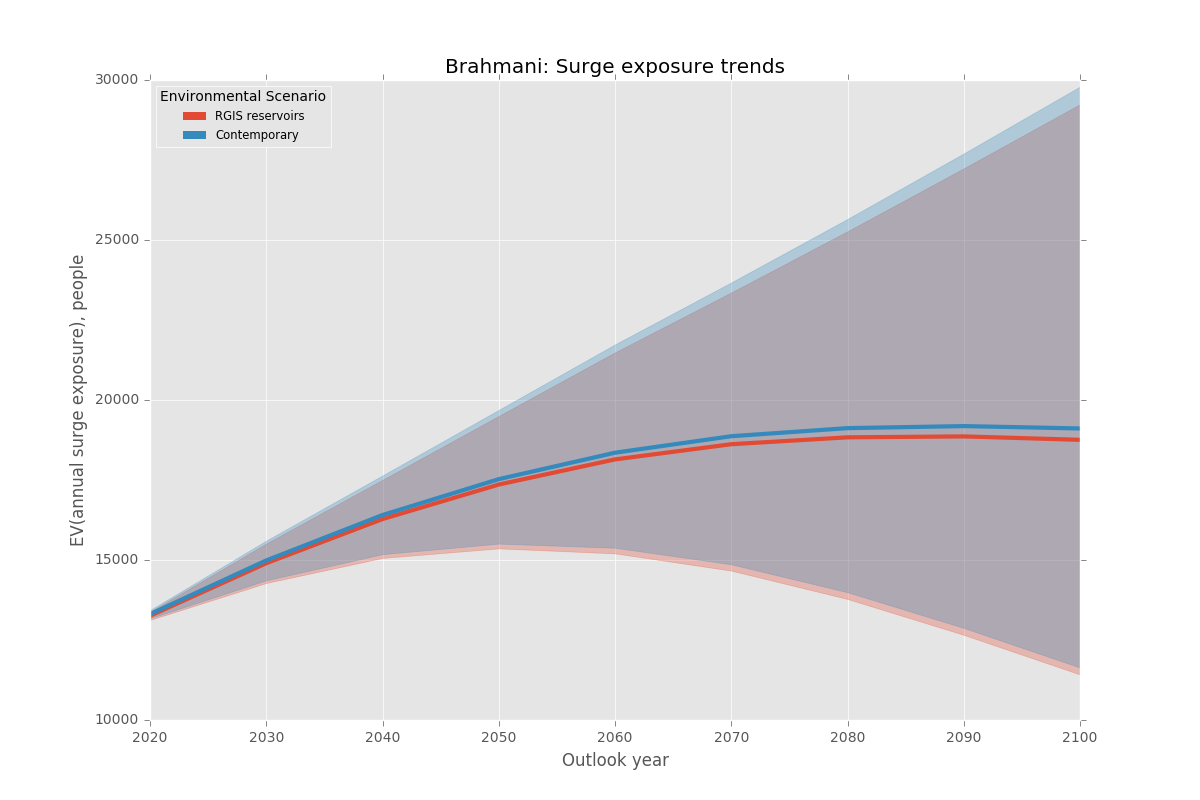 Brahmani: Surge exposure trends
30000
Environmental Scenario
RGIS reservoirs
Contemporary
25000
20000
15000
10000
EV(annual surge exposure), people
2020 2030 2040 2050 2060 2070 2080 2090 2100
Outlook year